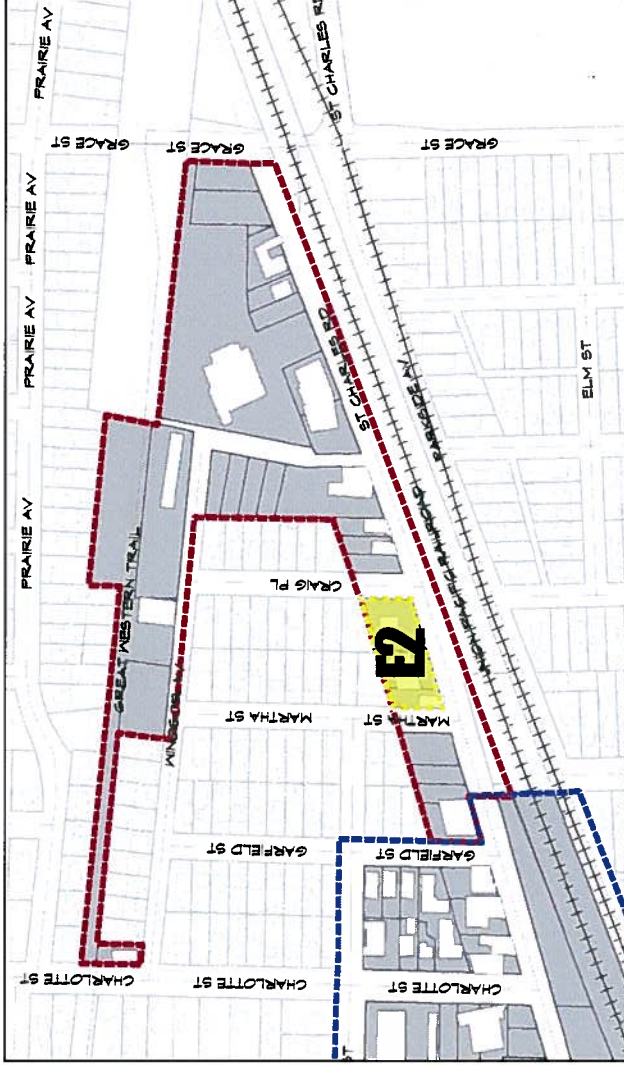 PRAIRIE AV
PRAIRIE AV
PRAIRIE AV
PRAIRIE AV
ST CHARLES RD
GRACE ST
GRACE ST
GRACE ST
GREAT WESTERN TRAIL
ST CHARLES RD
PARKSIDE AV
ELM ST
CRAIG PL
E2
MARTHA ST
MARTHA ST
GARFIELD ST
GARFIELD ST
CHARLOTTE ST
CHARLOTTE ST
CHARLOTTE ST
ST